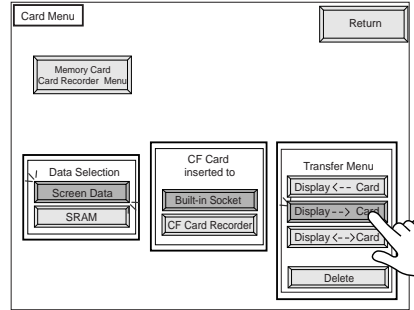 Card Menu
Return
Memory Card
Card Recorder Menu
Data Selection
Screen Data
SRAM
CF Card
inserted to
Built-in Socket
CF Card Recorder
Transfer Menu
Display <-- Card
Display --> Card
Display <-->Card
Delete